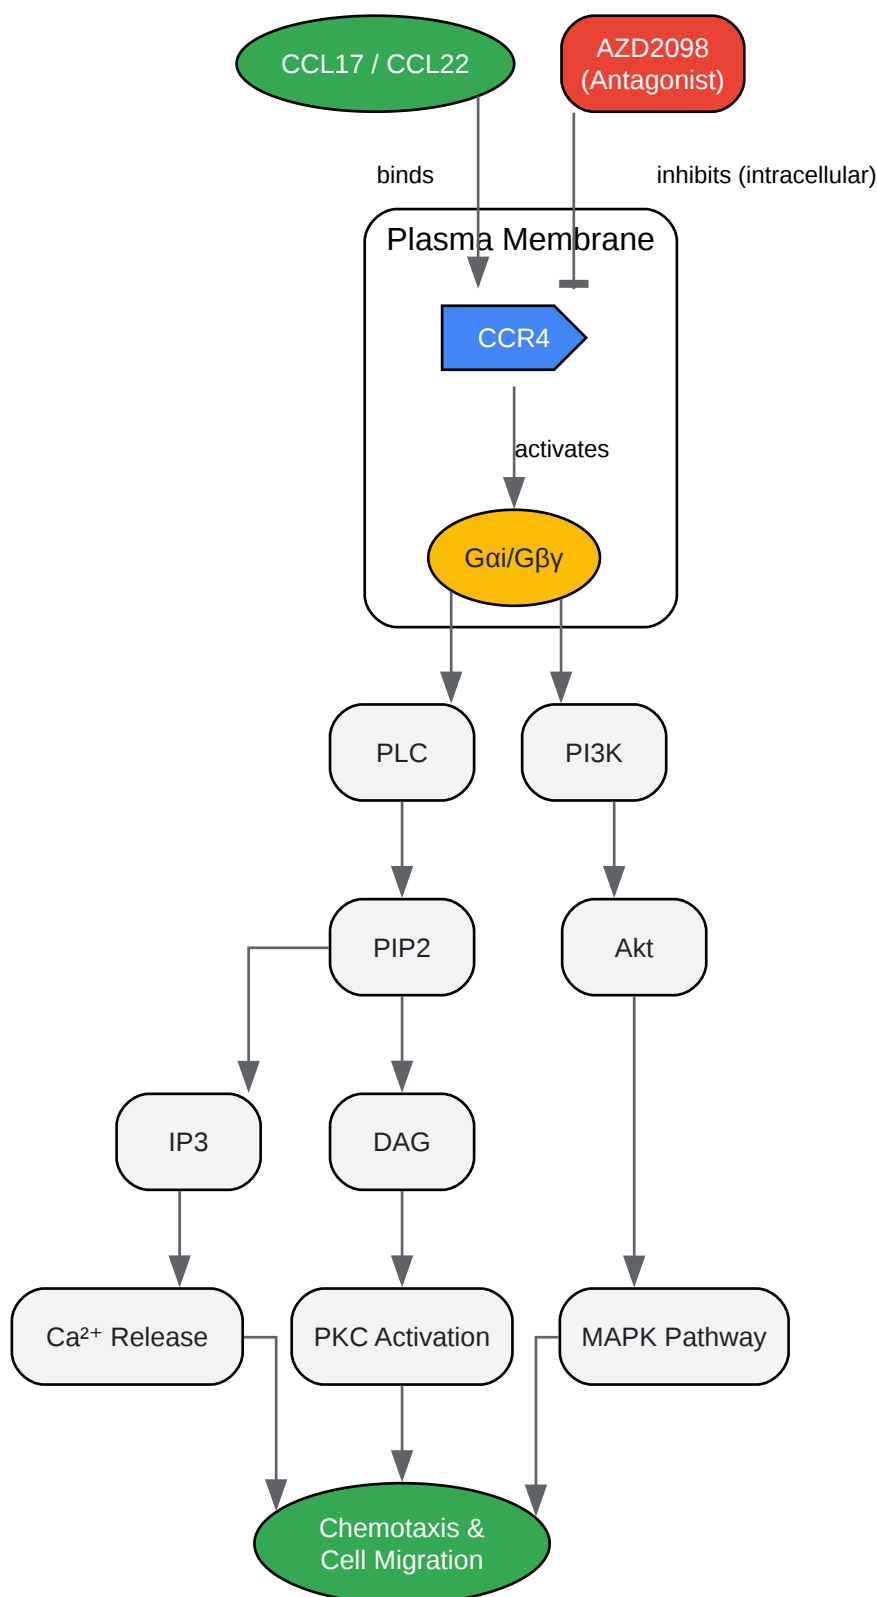 CCL17 / CCL22
AZD2098
(Antagonist)
binds
inhibits (intracellular)
Plasma Membrane
CCR4
activates
Gαi/Gβγ
PLC
PI3K
PIP2
Akt
IP3
DAG
Ca²⁺ Release
PKC Activation
MAPK Pathway
Chemotaxis &
Cell Migration